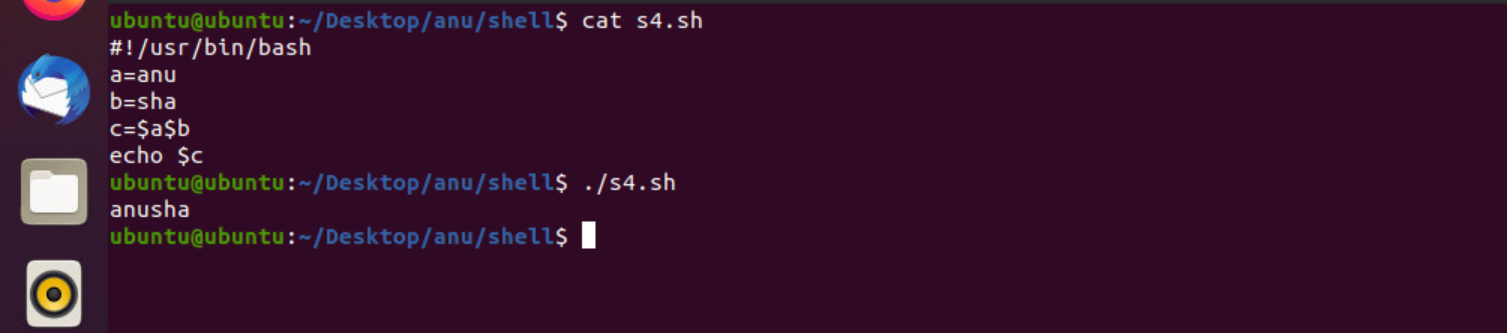 ubuntu@ubuntu:~/Desktop/anu/shell$ cat s4.sh
#!/usr/bin/bash
a=anu
b=sha
c=$a$b
echo $c
ubuntu@ubuntu:~/Desktop/anu/shell$ ./s4.sh
anusha
ubuntu@ubuntu:~/Desktop/anu/shell$